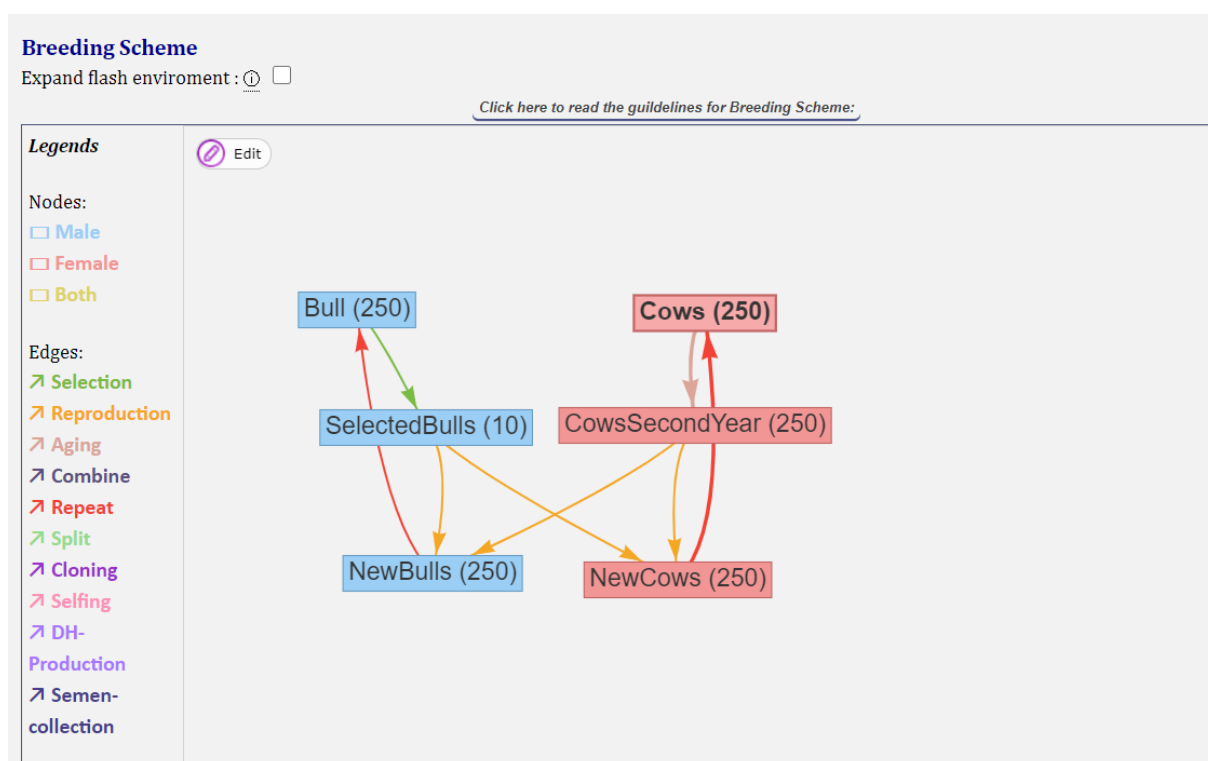 Breeding Scheme
Expand flash enviroment : ⓘ
Click here to read the guildelines for Breeding Scheme:
Legends
Edit
Nodes:
Male
Female
Both
Edges:
Selection
Reproduction
Aging
Combine
Repeat
Split
Cloning
Selfing
DH-
Production
Semen-
collection
Bull (250)
Cows (250)
SelectedBulls (10)
CowsSecondYear (250)
NewBulls (250)
NewCows (250)